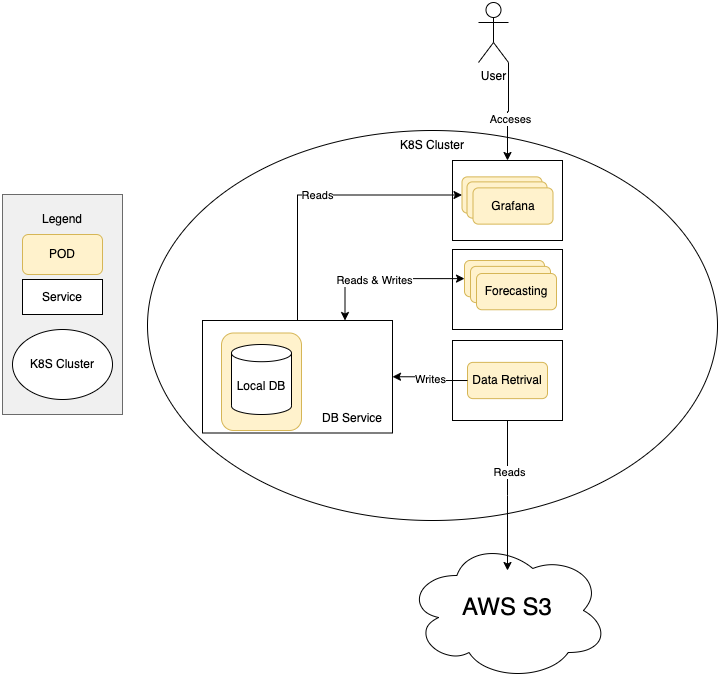 User
Acceses
K8S Cluster
Legend
POD
Service
K8S Cluster
Reads
Grafana
Reads & Writes
Forecasting
Local DB
DB Service
Writes
Data Retrival
Reads
AWS S3